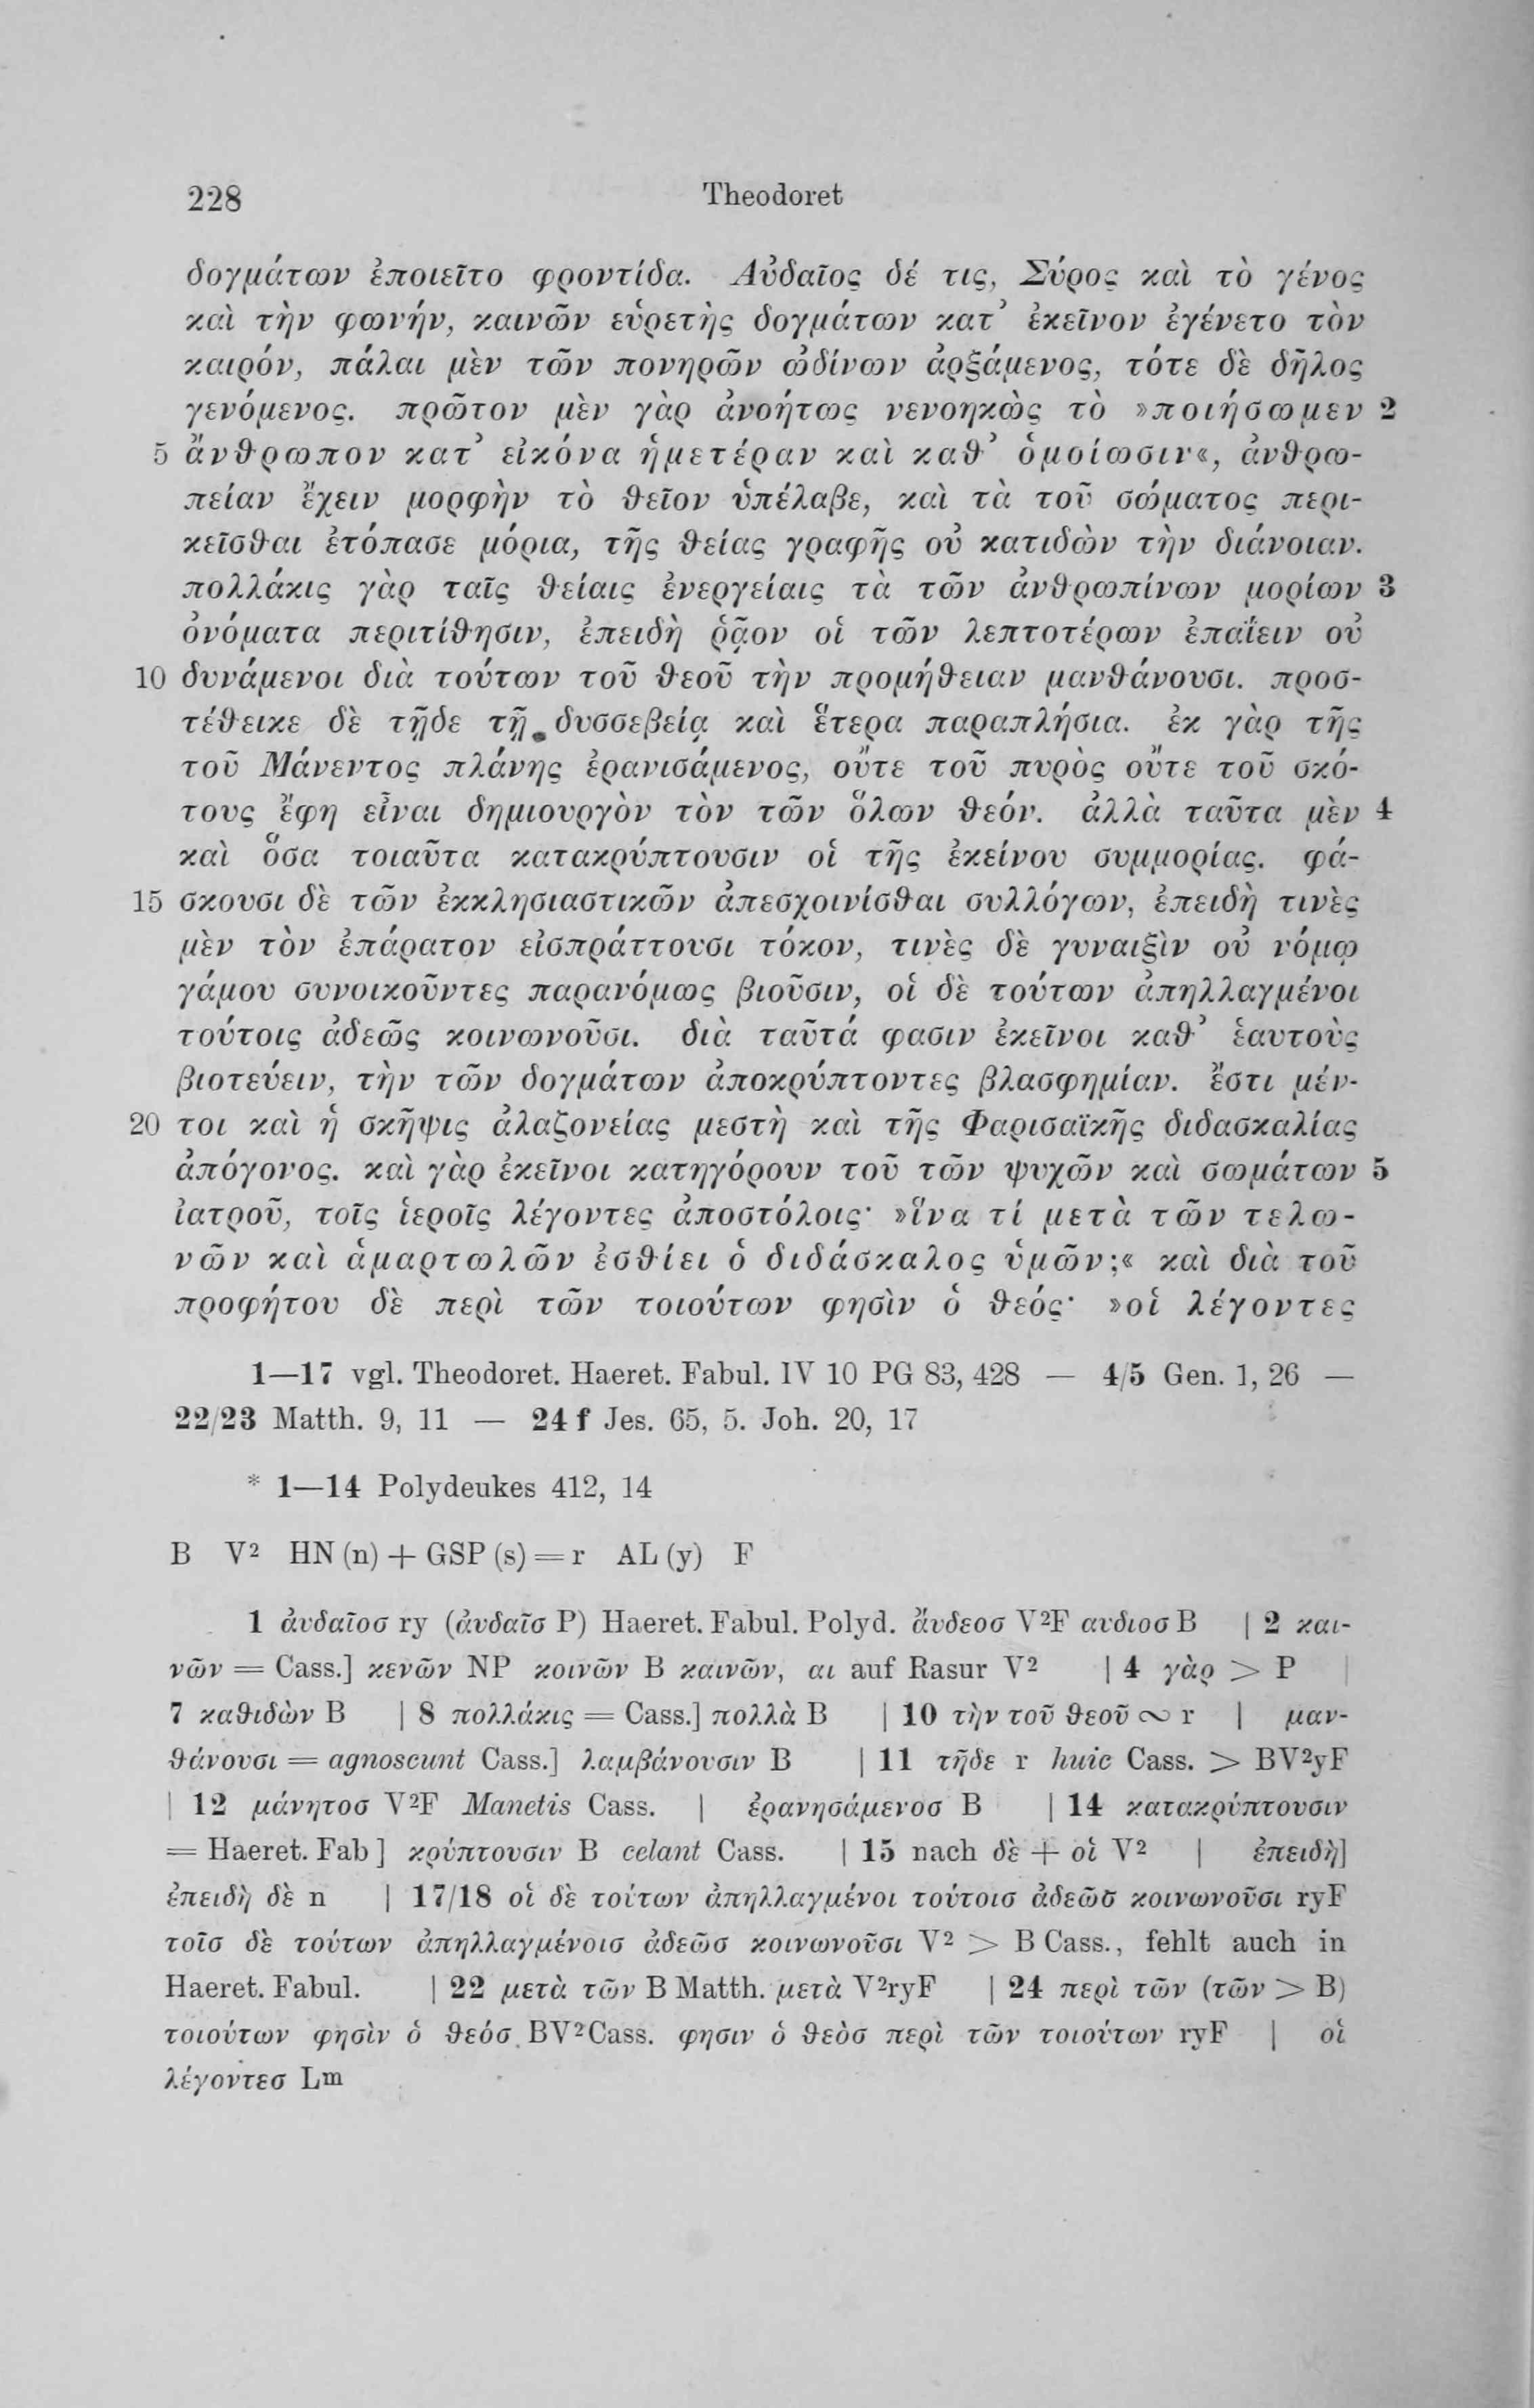 228
Theodoret
δογμάτων ἐποιεῖτο φροντίδα. Αὐδαῖος δέ τις, Σύρος καὶ τὸ γένος
καὶ τὴν φωνήν, καινῶν εὑρετὴς δογμάτων κατ’ ἐκεῖνον ἐγένετο τὸν
καιρόν, πάλαι μὲν τῶν πονηρῶν ὠδίνων ἀρξάμενος, τότε δὲ δῆλος
γενόμενος. πρῶτον μὲν γὰρ ἀνοήτως νενοηκὼς τὸ »ποιήσωμεν 2
5 ἄνθρωπον κατ’ εἰκόνα ἡμετέραν καὶ καθ’ ὁμοίωσιν«, ἀνθρω-
πείαν ἔχειν μορφὴν τὸ θεῖον ὑπέλαβε, καὶ τὰ τοῦ σώματος περι-
κεῖσθαι ἐτόπασε μόρια, τῆς θείας γραφῆς οὐ κατιδὼν τὴν διάνοιαν.
πολλάκις γὰρ ταῖς θείαις ἐνεργείαις τὰ τῶν ἀνθρωπίνων μορίων 3
ὀνόματα περιτίθησιν, ἐπειδὴ ῥᾷον οἱ τῶν λεπτοτέρων ἐπαΐειν οὐ
10 δυνάμενοι διὰ τούτων τοῦ θεοῦ τὴν προμήθειαν μανθάνουσι. προσ-
τέθεικε δὲ τῇδε τῇ δυσσεβείᾳ καὶ ἕτερα παραπλήσια. ἐκ γὰρ τῆς
τοῦ Μάνεντος πλάνης ἐρανισάμενος, οὔτε τοῦ πυρὸς οὔτε τοῦ σκό-
τους ἔφη εἶναι δημιουργὸν τὸν τῶν ὅλων θεόν. ἀλλὰ ταῦτα μὲν 4
καὶ ὅσα τοιαῦτα κατακρύπτουσιν οἱ τῆς ἐκείνου συμμορίας. φά-
15 σκουσι δὲ τῶν ἐκκλησιαστικῶν ἀπεσχοινίσθαι συλλόγων, ἐπειδὴ τινὲς
μὲν τὸν ἐπάρατον εἰσπράττουσι τόκον, τινὲς δὲ γυναιξὶν οὐ νόμῳ
γάμου συνοικοῦντες παρανόμως βιοῦσιν, οἱ δὲ τούτων ἀπηλλαγμένοι
τούτοις ἀδεῶς κοινωνοῦσι. διὰ ταῦτά φασιν ἐκεῖνοι καθ’ ἑαυτοὺς
βιοτεύειν, τὴν τῶν δογμάτων ἀποκρύπτοντες βλασφημίαν. ἔστι μέν-
20 τοι καὶ ἡ σκῆψις ἀλαζονείας μεστὴ καὶ τῆς Φαρισαϊκῆς διδασκαλίας
ἀπόγονος. καὶ γὰρ ἐκεῖνοι κατηγόρουν τοῦ τῶν ψυχῶν καὶ σωμάτων 5
ἰατροῦ, τοῖς ἱεροῖς λέγοντες ἀποστόλοις· »ἵνα τί μετὰ τῶν τελω-
νῶν καὶ ἁμαρτωλῶν ἐσθίει ὁ διδάσκαλος ὑμῶν;« καὶ διὰ τοῦ
προφήτου δὲ περὶ τῶν τοιούτων φησὶν ὁ θεός· »οἱ λέγοντες
1—17 vgl. Theodoret. Haeret. Fabul. IV 10 PG 83, 428 — 4/5 Gen. 1, 26 —
22/23 Matth. 9, 11 — 24 f Jes. 65, 5. Joh. 20, 17
* 1—14 Polydeukes 412, 14
B V² HN (n) + GSP (s) = r AL (y) F
1 ἀυδαῖοσ ry (ἀυδαῖσ P) Haeret. Fabul. Polyd. ἄυδεοσ V²F αυδιοσ B | 2 και-
νῶν = Cass.] κενῶν NP κοινῶν B καινῶν, αι auf Rasur V² | 4 γὰρ > P |
7 καθιδὼν B | 8 πολλάκις = Cass.] πολλὰ B | 10 τὴν τοῦ θεοῦ ∾ r | μαν-
θάνουσι = agnoscunt Cass.] λαμβάνουσιν B | 11 τῇδε r huic Cass. > BV²yF
| 12 μάνητοσ V²F Manetis Cass. | ἐρανησάμενοσ B | 14 κατακρύπτουσιν
= Haeret. Fab] κρύπτουσιν B celant Cass. | 15 nach δὲ + οἱ V² | ἐπειδὴ]
ἐπειδὴ δὲ n | 17/18 οἱ δὲ τούτων ἀπηλλαγμένοι τούτοισ ἀδεῶσ κοινωνοῦσι ryF
τοῖσ δὲ τούτων ἀπηλλαγμένοισ ἀδεῶσ κοινωνοῦσι V² > B Cass., fehlt auch in
Haeret. Fabul. | 22 μετὰ τῶν B Matth. μετὰ V²ryF | 24 περὶ τῶν (τῶν > B)
τοιούτων φησὶν ὁ θεόσ BV²Cass. φησιν ὁ θεὸσ περὶ τῶν τοιούτων ryF | οἱ
λέγοντεσ Lᵐ